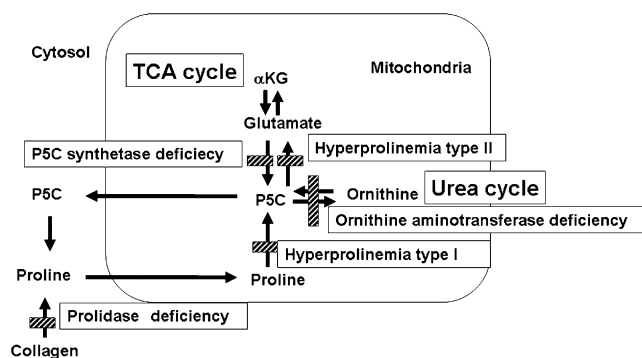 Cytosol
TCA cycle
Mitochondria
αKG
Glutamate
P5C synthetase deficiecy
Hyperprolinemia type II
P5C
P5C
Ornithine
Urea cycle
Ornithine aminotransferase deficiency
Hyperprolinemia type I
Proline
Proline
Prolidase deficiency
Collagen